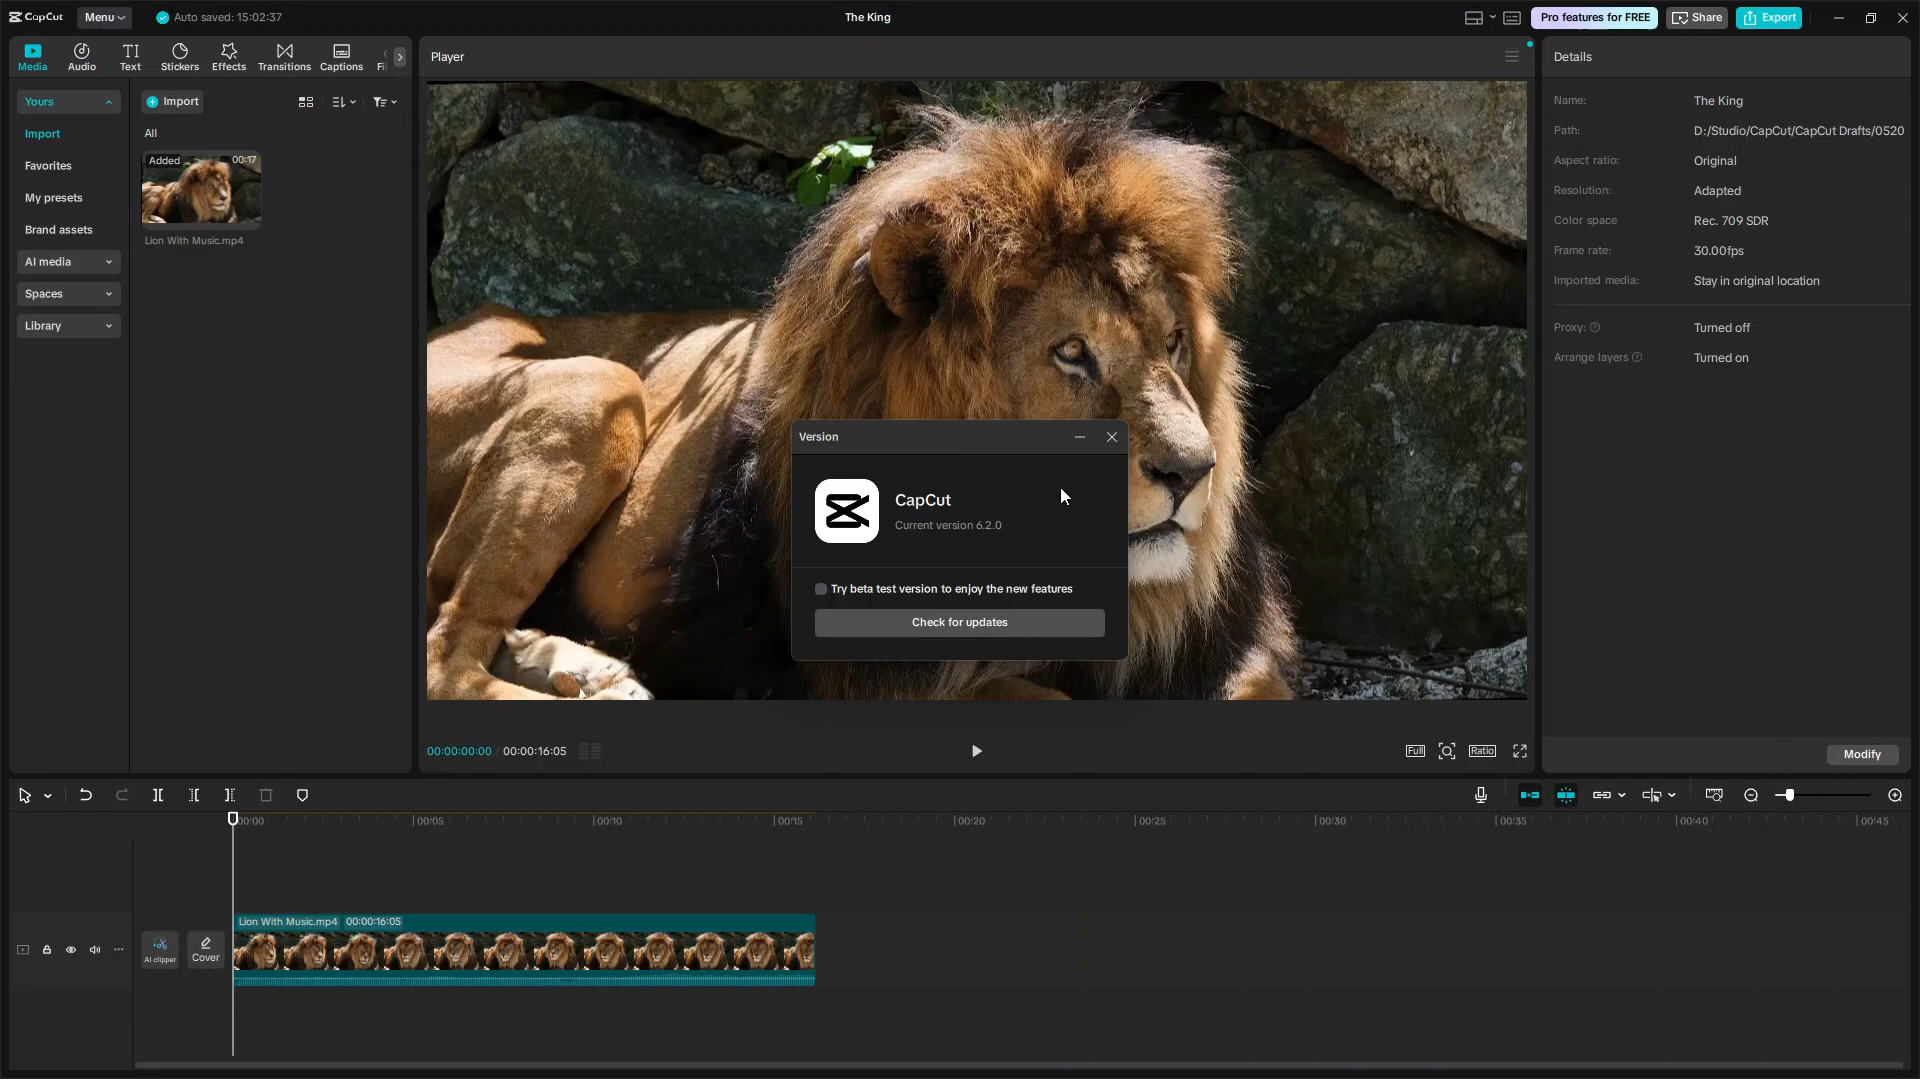 CapCut
Menu
Auto saved: 15:02:37
The King
Pro features for FREE
Share
Export
Media
Audio
TI
Text
Stickers
Effects
Transitions
Captions
Fi
Player
Details
Yours
Import
Favorites
My presets
Brand assets
AI media
Spaces
Library
Import
All
Added
00:17
Lion With Music.mp4
Version
CapCut
Current version 6.2.0
Try beta test version to enjoy the new features
Check for updates
00:00:00:00 / 00:00:16:05
Full
Ratio
Name: The King
Path: D:/Studio/CapCut/CapCut Drafts/0520
Aspect ratio: Original
Resolution: Adapted
Color space Rec. 709 SDR
Frame rate: 30.00fps
Imported media: Stay in original location
Proxy: Turned off
Arrange layers Turned on
Modify
00:00
00:05
00:10
00:15
00:20
00:25
00:30
00:35
00:40
00:45
Lion With Music.mp4 00:00:16:05
AI clipper
Cover